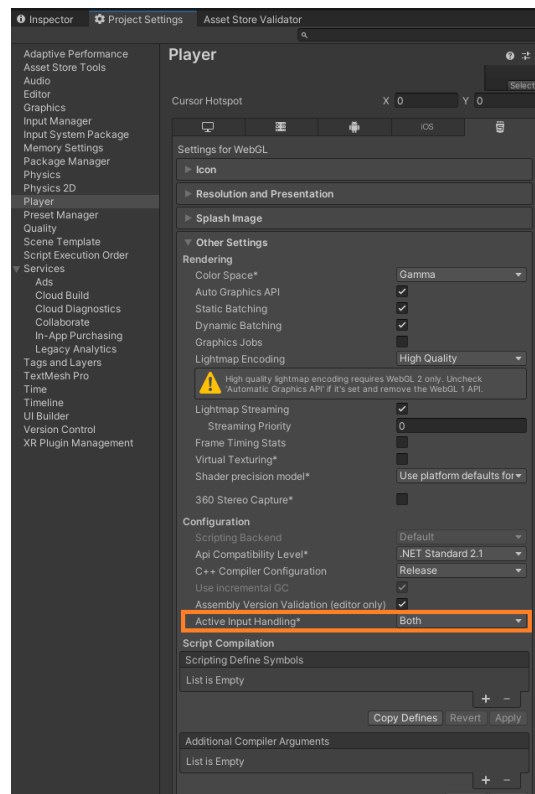 Inspector Project Settings Asset Store Validator
Adaptive Performance
Asset Store Tools
Audio
Editor
Graphics
Input Manager
Input System Package
Memory Settings
Package Manager
Physics
Physics 2D
Player
Preset Manager
Quality
Scene Template
Script Execution Order
Services
Ads
Cloud Build
Cloud Diagnostics
Collaborate
In-App Purchasing
Legacy Analytics
Tags and Layers
TextMesh Pro
Time
Timeline
UI Builder
Version Control
XR Plugin Management
Player
Select
Cursor Hotspot X 0 Y 0
iOS
Settings for WebGL
Icon
Resolution and Presentation
Splash Image
Other Settings
Rendering
Color Space* Gamma
Auto Graphics API
Static Batching
Dynamic Batching
Graphics Jobs
Lightmap Encoding High Quality
High quality lightmap encoding requires WebGL 2 only. Uncheck
'Automatic Graphics API' if it's set and remove the WebGL 1 API.
Lightmap Streaming
Streaming Priority 0
Frame Timing Stats
Virtual Texturing*
Shader precision model* Use platform defaults for
360 Stereo Capture*
Configuration
Scripting Backend Default
Api Compatibility Level* .NET Standard 2.1
C++ Compiler Configuration Release
Use Incremental GC
Assembly Version Validation (editor only)
Active Input Handling* Both
Script Compilation
Scripting Define Symbols
List is Empty
+ −
Copy Defines Revert Apply
Additional Compiler Arguments
List is Empty
+ −